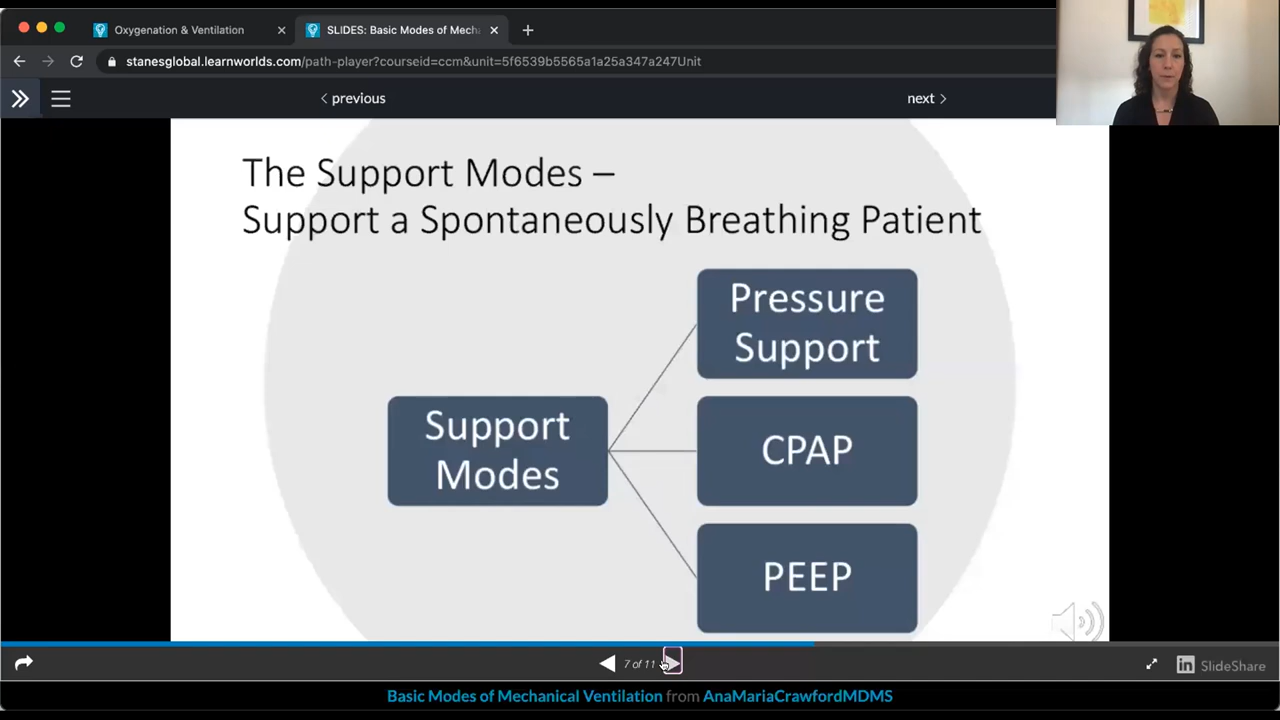 Oxygenation & Ventilation
SLIDES: Basic Modes of Mech
stanesglobal.learnworlds.com/path-player?courseid=ccm&unit=5f6539b5565a1a25a347a247Unit
previous
next
The Support Modes –
Support a Spontaneously Breathing Patient
Pressure
Support
Support
Modes
CPAP
PEEP
7 of 11
in SlideShare
Basic Modes of Mechanical Ventilation from AnaMariaCrawfordMDMS